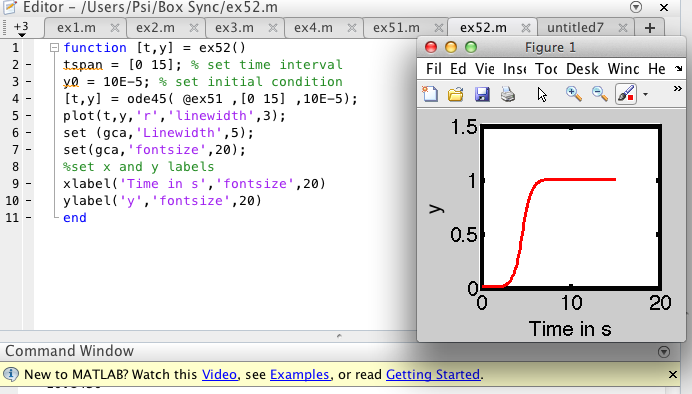 Editor – /Users/Psi/Box Sync/ex52.m
+3 ex1.m ex2.m ex3.m ex4.m ex51.m ex52.m untitled7
1 function [t,y] = ex52()
2 – tspan = [0 15]; % set time interval
3 – y0 = 10E-5; % set initial condition
4 – [t,y] = ode45( @ex51 ,[0 15] ,10E-5);
5 – plot(t,y,'r','linewidth',3);
6 – set (gca,'Linewidth',5);
7 – set(gca,'fontsize',20);
8 %set x and y labels
9 – xlabel('Time in s','fontsize',20)
10 – ylabel('y','fontsize',20)
11 – end
Figure 1
Fil Ed Vie Inse Toc Desk Winc He
1.5
1
0.5
0
y
0 10 20
Time in s
Command Window
New to MATLAB? Watch this Video, see Examples, or read Getting Started.